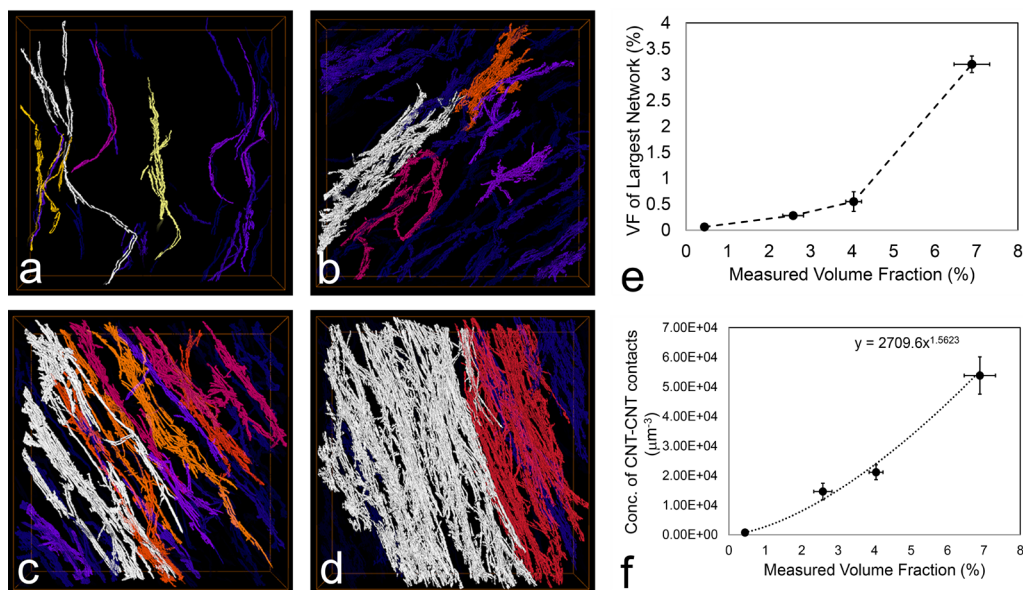 a
b
c
d
e
VF of Largest Network (%)
4
3.5
3
2.5
2
1.5
1
0.5
0
0 1 2 3 4 5 6 7 8
Measured Volume Fraction (%)
f
Conc. of CNT-CNT contacts
(µm⁻³)
7.00E+04
6.00E+04
5.00E+04
4.00E+04
3.00E+04
2.00E+04
1.00E+04
0.00E+00
y = 2709.6x¹·⁵⁶²³
0 1 2 3 4 5 6 7 8
Measured Volume Fraction (%)